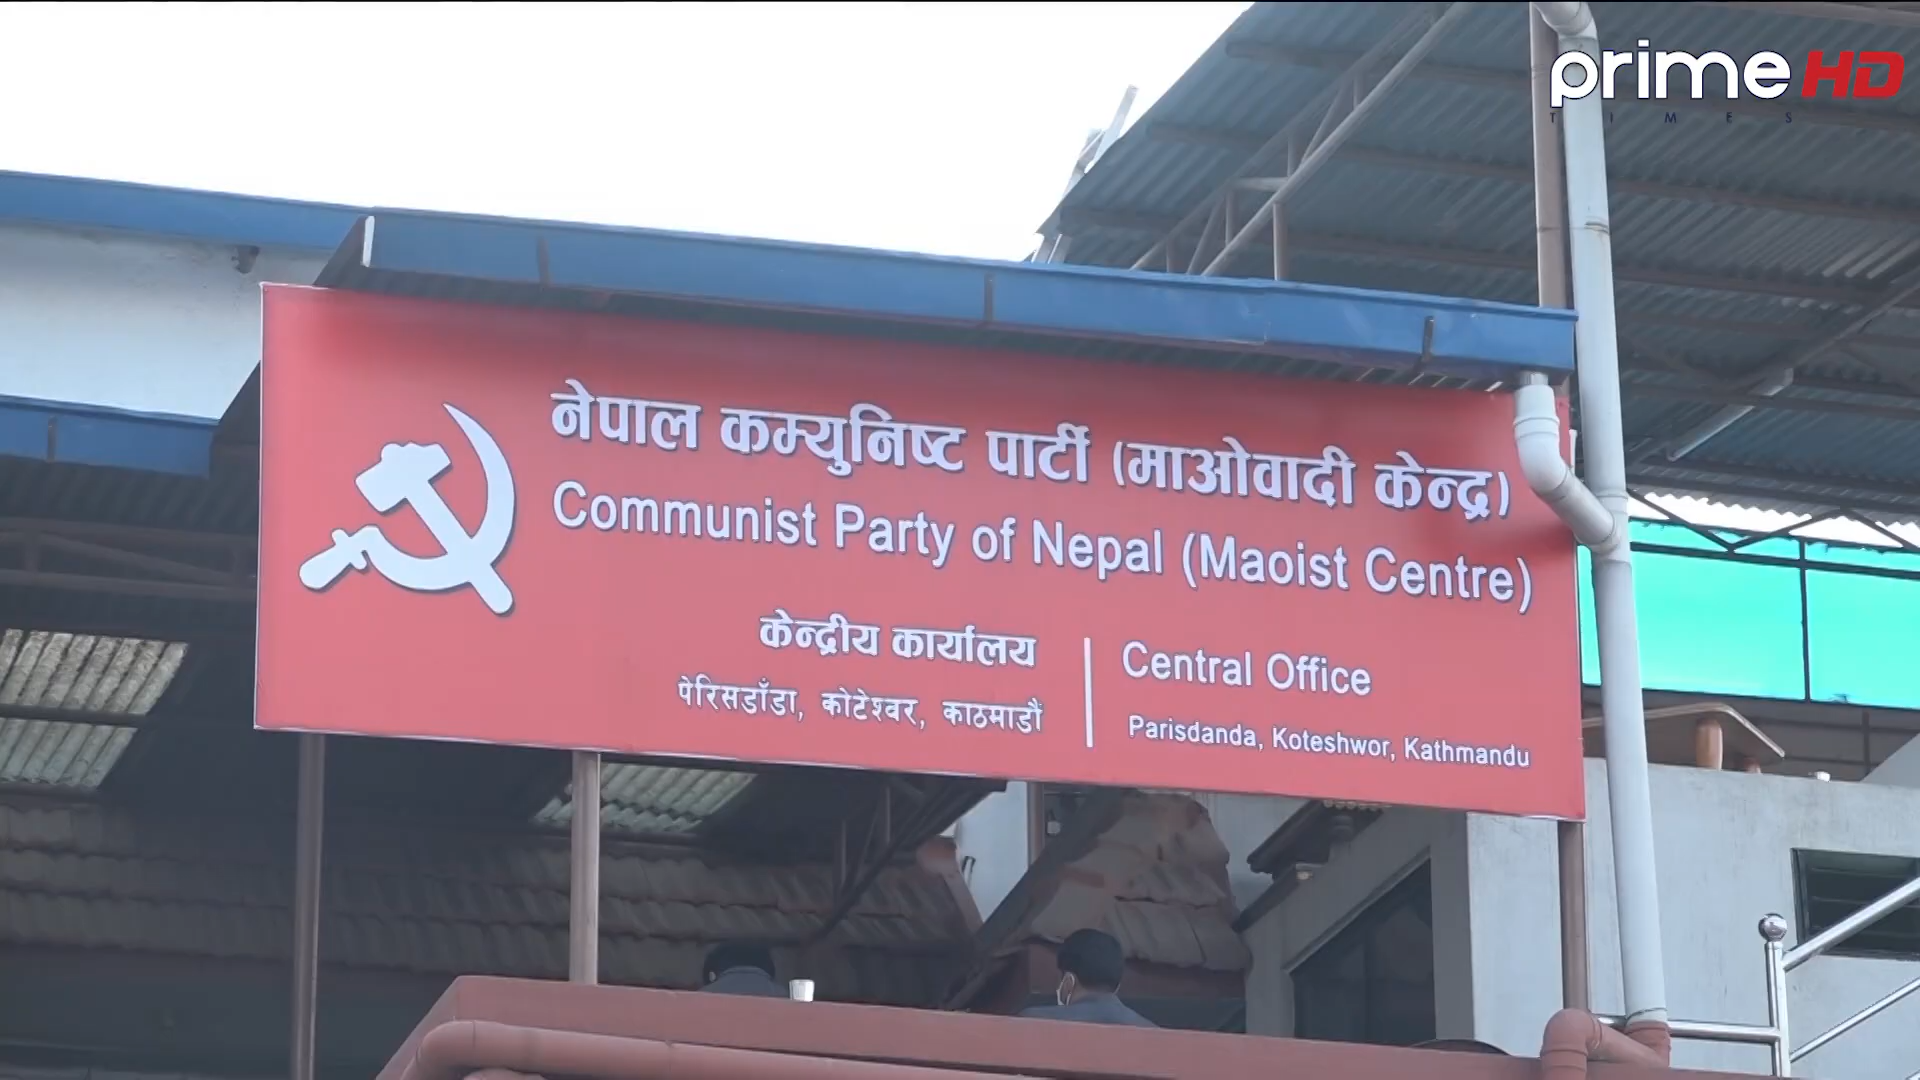 prime HD
TIMES
नेपाल कम्युनिष्ट पार्टी (माओवादी केन्द्र)
Communist Party of Nepal (Maoist Centre)
केन्द्रीय कार्यालय
पेरिसडाँडा, कोटेश्वर, काठमाडौं
Central Office
Parisdanda, Koteshwor, Kathmandu